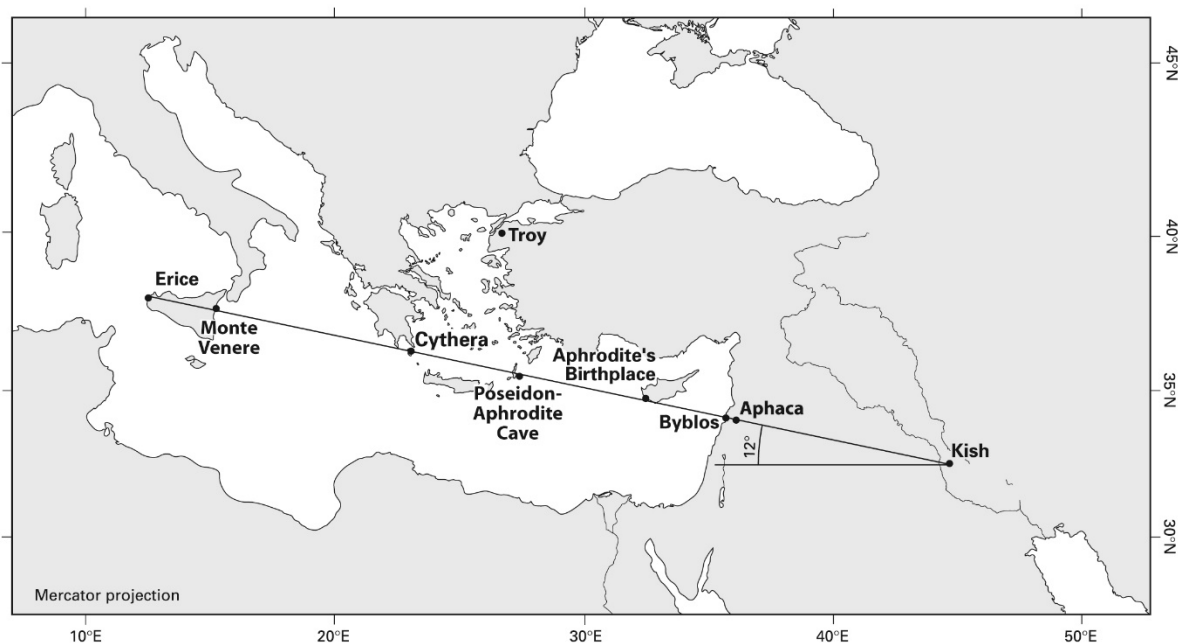 45°N
40°N
Troy
Erice
Monte
Venere
Cythera
Aphrodite's
Birthplace
35°N
Poseidon-
Aphrodite
Cave
Byblos
Aphaca
12°
Kish
30°N
Mercator projection
10°E
20°E
30°E
40°E
50°E